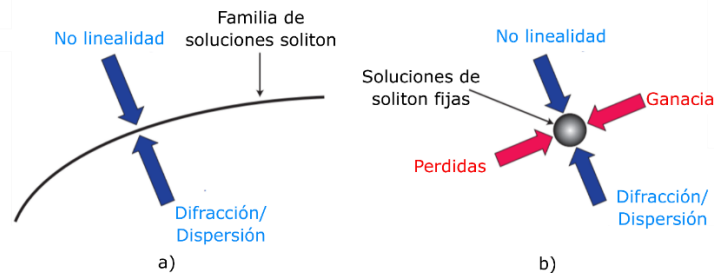 Familia de
soluciones soliton
No linealidad
Difracción/
Dispersión
a)
No linealidad
Soluciones de
soliton fijas
Ganacia
Perdidas
Difracción/
Dispersión
b)